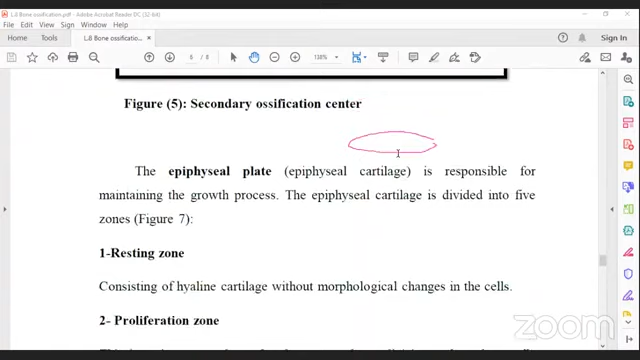 L.8 Bone ossification.pdf - Adobe Acrobat Reader DC (32-bit)
File Edit View Sign Window Help
Home Tools L.8 Bone ossification... × Sign In
138%
Figure (5): Secondary ossification center
The epiphyseal plate (epiphyseal cartilage) is responsible for
maintaining the growth process. The epiphyseal cartilage is divided into five
zones (Figure 7):
1-Resting zone
Consisting of hyaline cartilage without morphological changes in the cells.
2- Proliferation zone
zoom